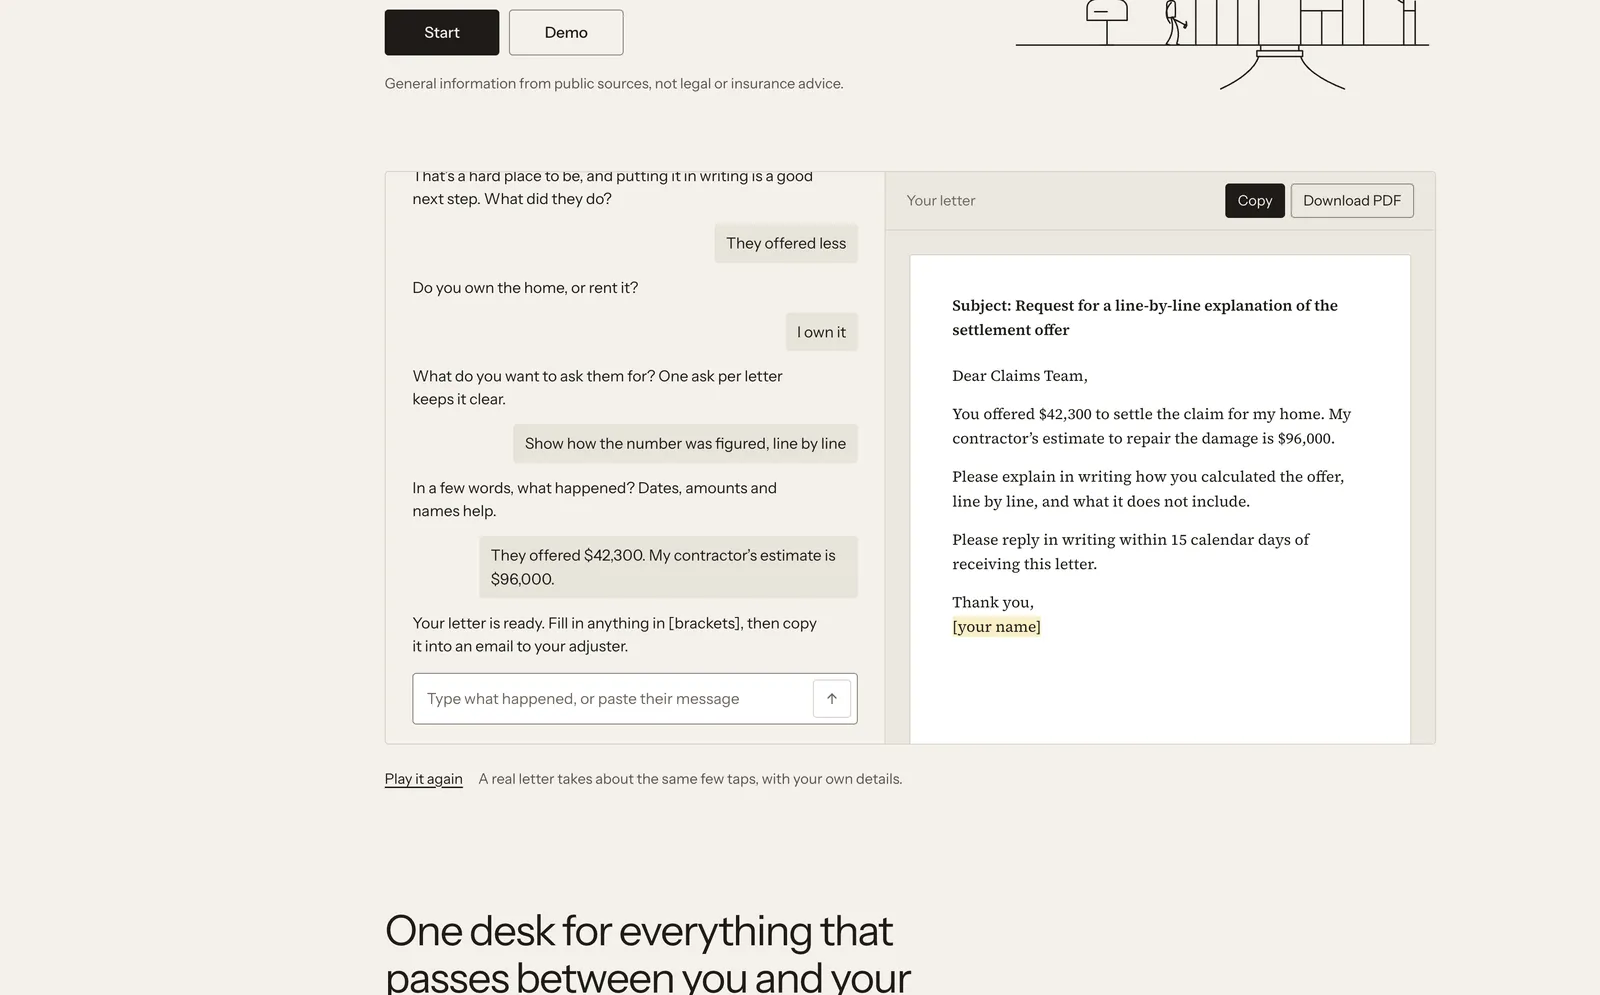 Start
Demo
General information from public sources, not legal or insurance advice.
That's a hard place to be, and putting it in writing is a good
next step. What did they do?
They offered less
Do you own the home, or rent it?
I own it
What do you want to ask them for? One ask per letter
keeps it clear.
Show how the number was figured, line by line
In a few words, what happened? Dates, amounts and
names help.
They offered $42,300. My contractor's estimate is
$96,000.
Your letter is ready. Fill in anything in [brackets], then copy
it into an email to your adjuster.
Type what happened, or paste their message
Your letter
Copy
Download PDF
Subject: Request for a line-by-line explanation of the
settlement offer
Dear Claims Team,
You offered $42,300 to settle the claim for my home. My
contractor's estimate to repair the damage is $96,000.
Please explain in writing how you calculated the offer,
line by line, and what it does not include.
Please reply in writing within 15 calendar days of
receiving this letter.
Thank you,
[your name]
Play it again
A real letter takes about the same few taps, with your own details.
One desk for everything that
passes between you and your